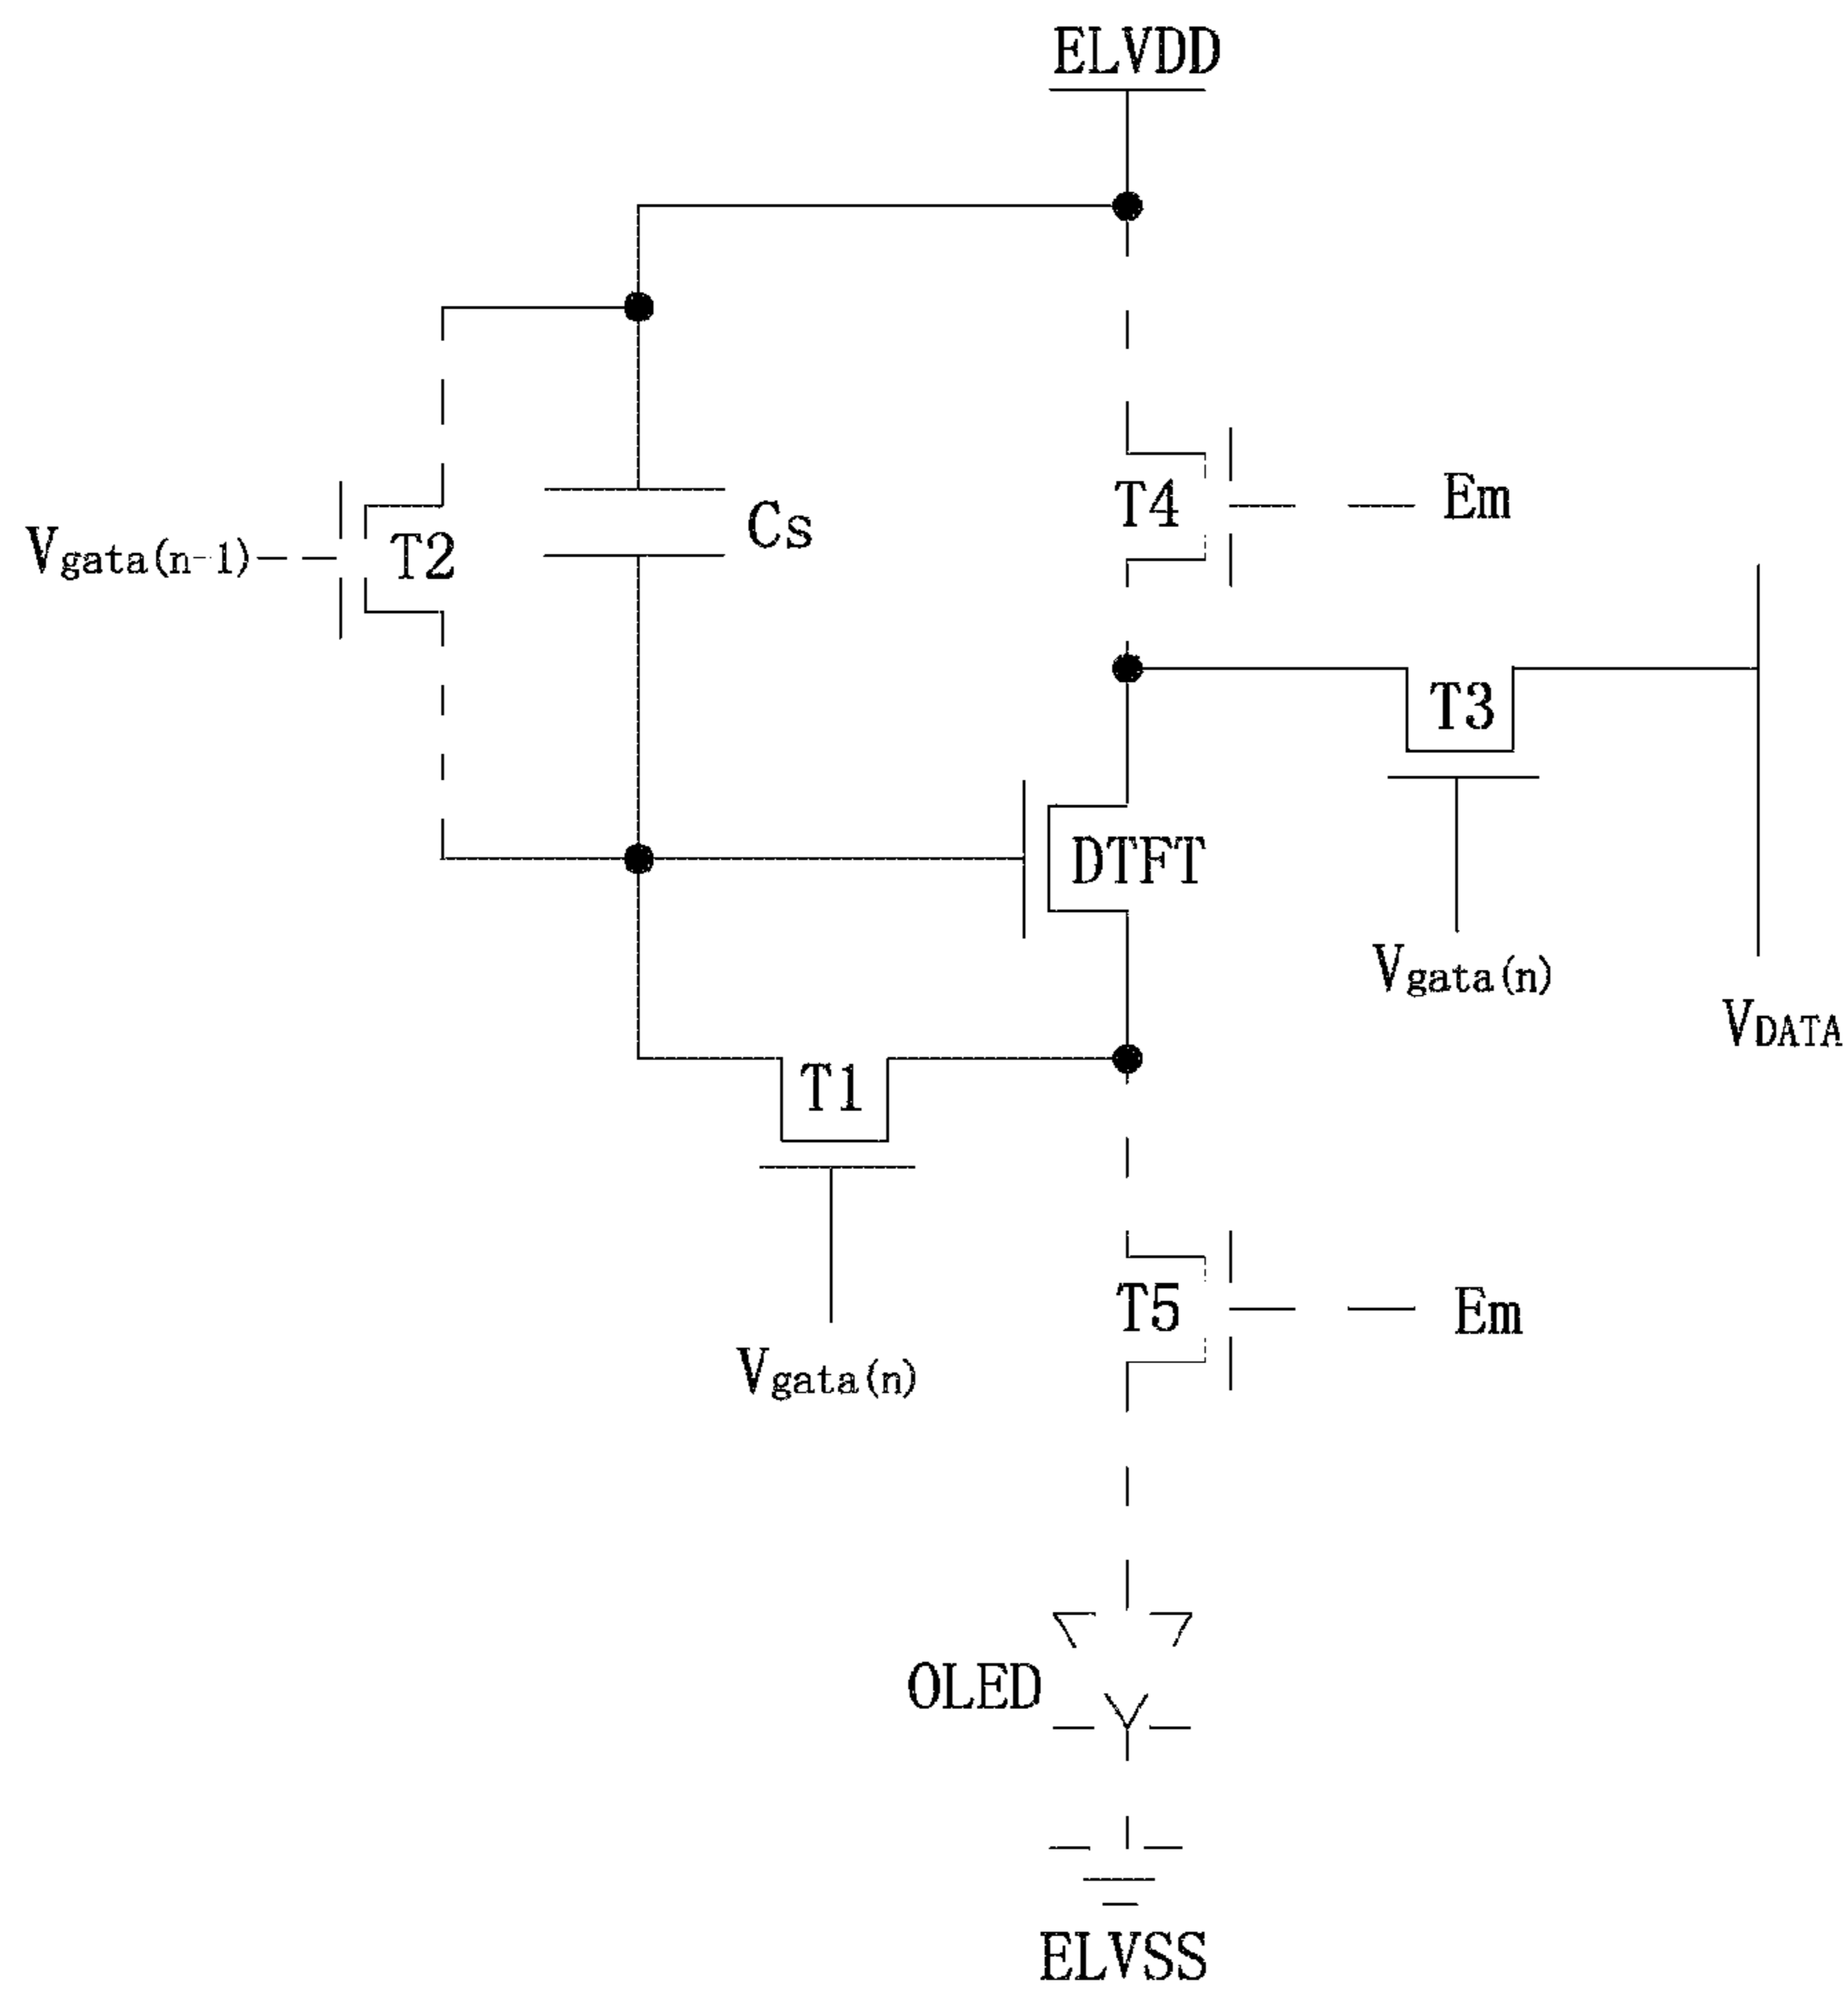 ELVDD
T4
Em
Cs
Vgata(n-1)
T2
T3
DTFT
Vgata(n)
VDATA
T1
T5
Em
Vgata(n)
OLED
ELVSS